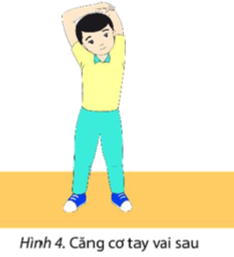 Hình 4. Căng cơ tay vai sau